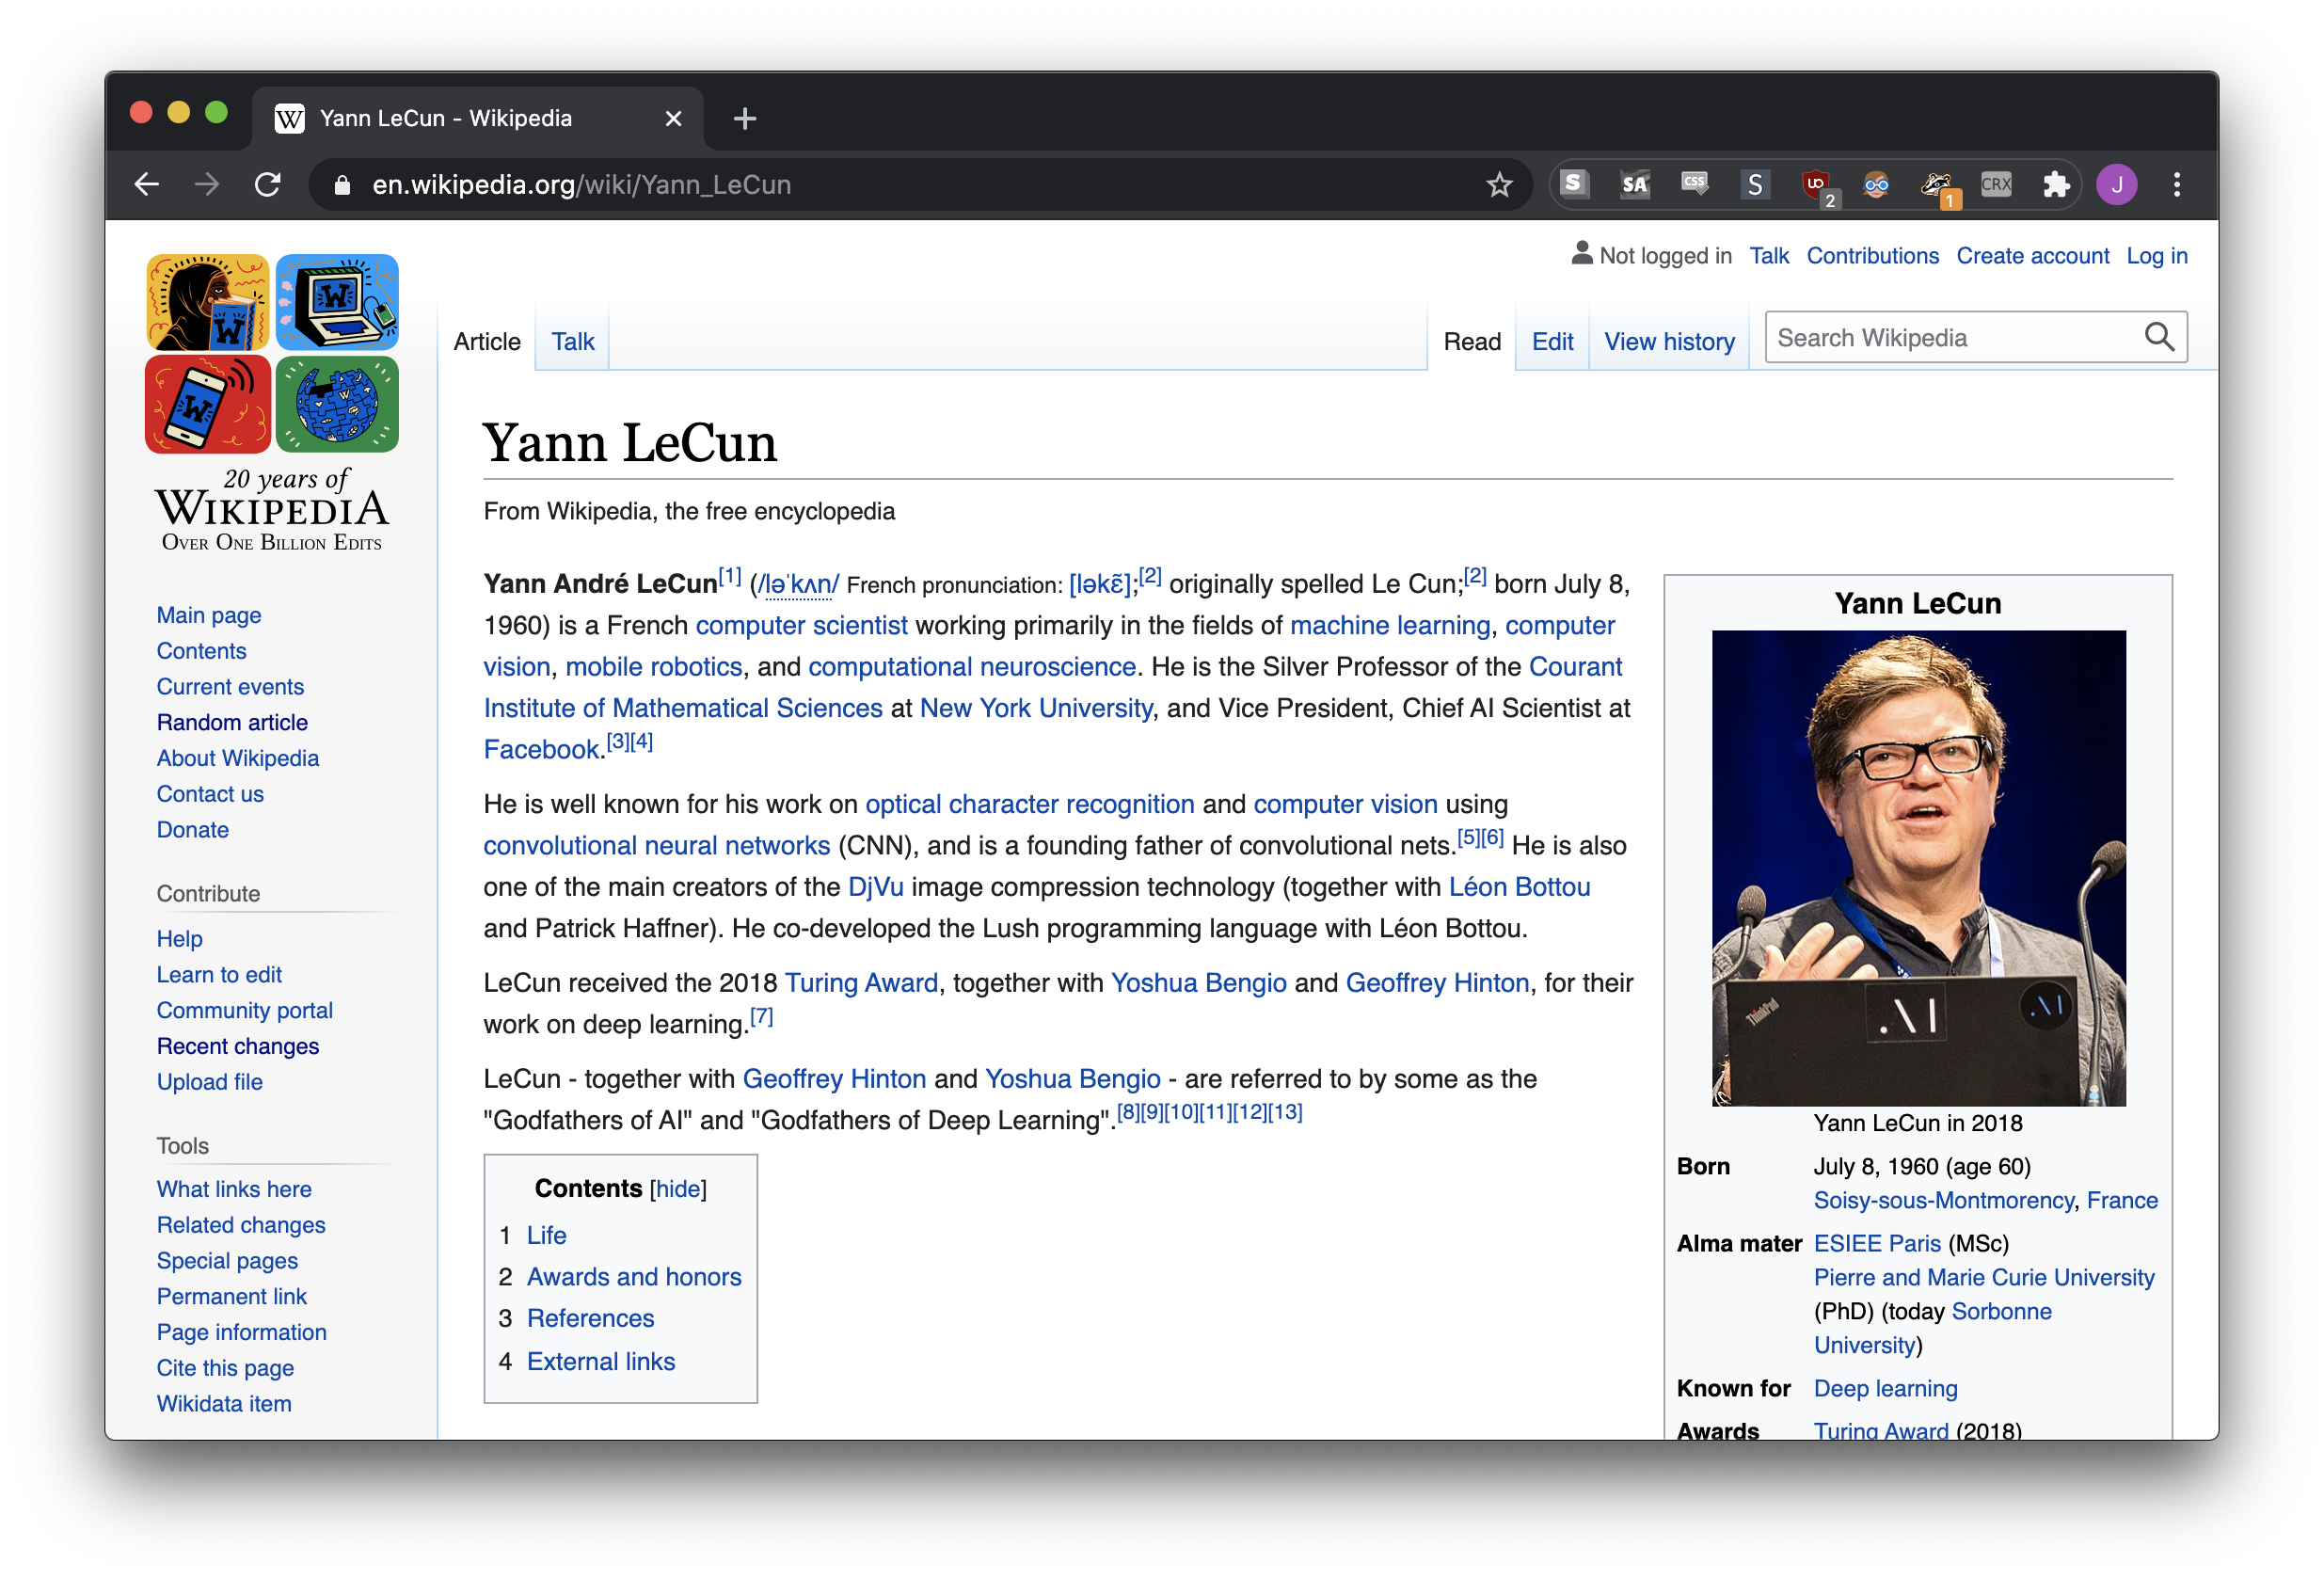 Yann LeCun - Wikipedia
en.wikipedia.org/wiki/Yann_LeCun
S SA CSS S UO 2 1 CRX J
Not logged in Talk Contributions Create account Log in
Article Talk Read Edit View history Search Wikipedia
20 years of
WIKIPEDIA
OVER ONE BILLION EDITS
Main page
Contents
Current events
Random article
About Wikipedia
Contact us
Donate
Contribute
Help
Learn to edit
Community portal
Recent changes
Upload file
Tools
What links here
Related changes
Special pages
Permanent link
Page information
Cite this page
Wikidata item
Yann LeCun
From Wikipedia, the free encyclopedia
Yann André LeCun[1] (/ləˈkʌn/ French pronunciation: [ləkɛ̃];[2] originally spelled Le Cun;[2] born July 8,
1960) is a French computer scientist working primarily in the fields of machine learning, computer
vision, mobile robotics, and computational neuroscience. He is the Silver Professor of the Courant
Institute of Mathematical Sciences at New York University, and Vice President, Chief AI Scientist at
Facebook.[3][4]
He is well known for his work on optical character recognition and computer vision using
convolutional neural networks (CNN), and is a founding father of convolutional nets.[5][6] He is also
one of the main creators of the DjVu image compression technology (together with Léon Bottou
and Patrick Haffner). He co-developed the Lush programming language with Léon Bottou.
LeCun received the 2018 Turing Award, together with Yoshua Bengio and Geoffrey Hinton, for their
work on deep learning.[7]
LeCun - together with Geoffrey Hinton and Yoshua Bengio - are referred to by some as the
"Godfathers of AI" and "Godfathers of Deep Learning".[8][9][10][11][12][13]
Contents [hide]
1 Life
2 Awards and honors
3 References
4 External links
Yann LeCun
ThinkPad
.\I
.\I
Yann LeCun in 2018
Born July 8, 1960 (age 60)
Soisy-sous-Montmorency, France
Alma mater ESIEE Paris (MSc)
Pierre and Marie Curie University
(PhD) (today Sorbonne
University)
Known for Deep learning
Awards Turing Award (2018)